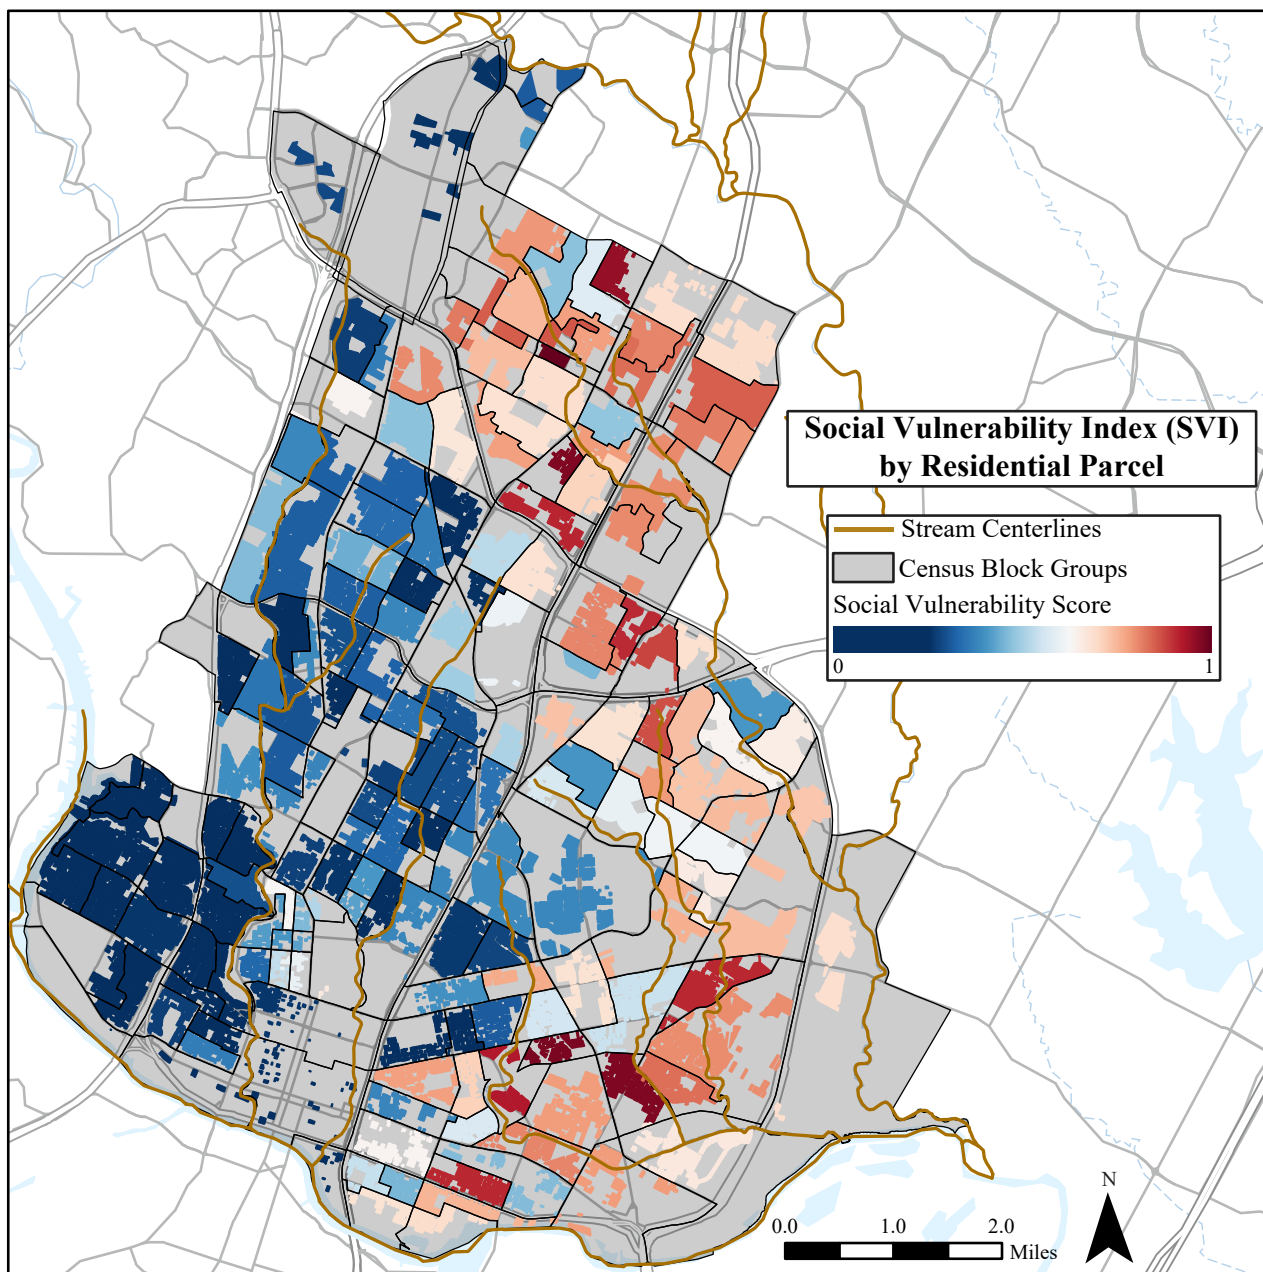 Social Vulnerability Index (SVI)
by Residential Parcel
Stream Centerlines
Census Block Groups
Social Vulnerability Score
0 1
N
0.0 1.0 2.0
Miles